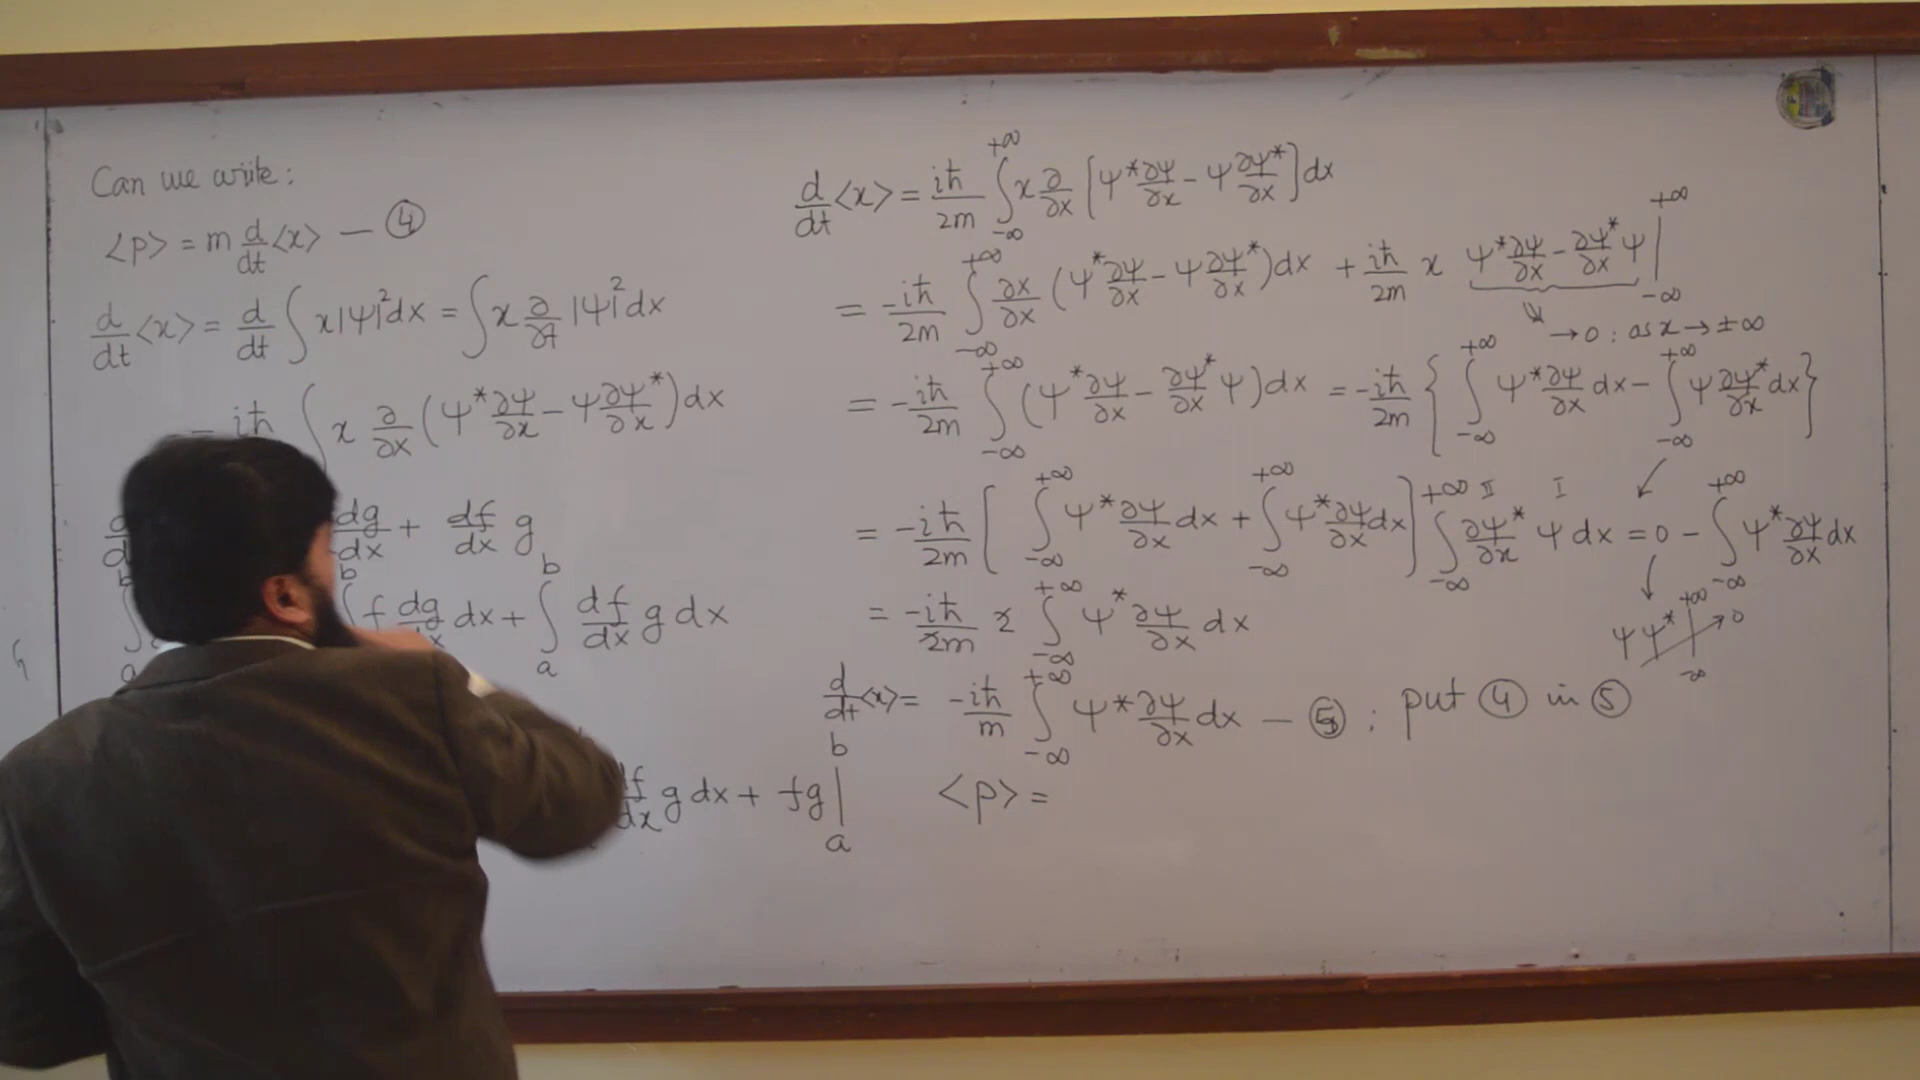 Can we write:
<p> = m d/dt <x> — ④
d/dt <x> = d/dt ∫ x|ψ|² dx = ∫ x ∂/∂t |ψ|² dx
iħ ∫ x ∂/∂x (ψ* ∂ψ/∂x - ψ ∂ψ*/∂x) dx
dg/dx + df/dx g
∫ₐᵇ f dg/dx dx + ∫ₐᵇ df/dx g dx
df/dx g dx + fg |ₐᵇ
d/dt <x> = iħ/2m ∫₋∞⁺∞ x ∂/∂x [ψ* ∂ψ/∂x - ψ ∂ψ*/∂x] dx
= -iħ/2m ∫₋∞⁺∞ ∂x/∂x (ψ* ∂ψ/∂x - ψ ∂ψ*/∂x) dx + iħ/2m x ψ* ∂ψ/∂x - ∂ψ*/∂x ψ |₋∞⁺∞
→ 0 : as x → ±∞
= -iħ/2m ∫₋∞⁺∞ (ψ* ∂ψ/∂x - ∂ψ*/∂x ψ) dx = -iħ/2m { ∫₋∞⁺∞ ψ* ∂ψ/∂x dx - ∫₋∞⁺∞ ψ ∂ψ*/∂x dx }
= -iħ/2m [ ∫₋∞⁺∞ ψ* ∂ψ/∂x dx + ∫₋∞⁺∞ ψ* ∂ψ/∂x dx ]
II I
∫₋∞⁺∞ ∂ψ*/∂x ψ dx = 0 - ∫₋∞⁺∞ ψ* ∂ψ/∂x dx
ψψ* |₋∞⁺∞ → 0
= -iħ/2m 2 ∫₋∞⁺∞ ψ* ∂ψ/∂x dx
d/dt <x> = -iħ/m ∫₋∞⁺∞ ψ* ∂ψ/∂x dx — ⑤ ; put ④ in ⑤
<p> =